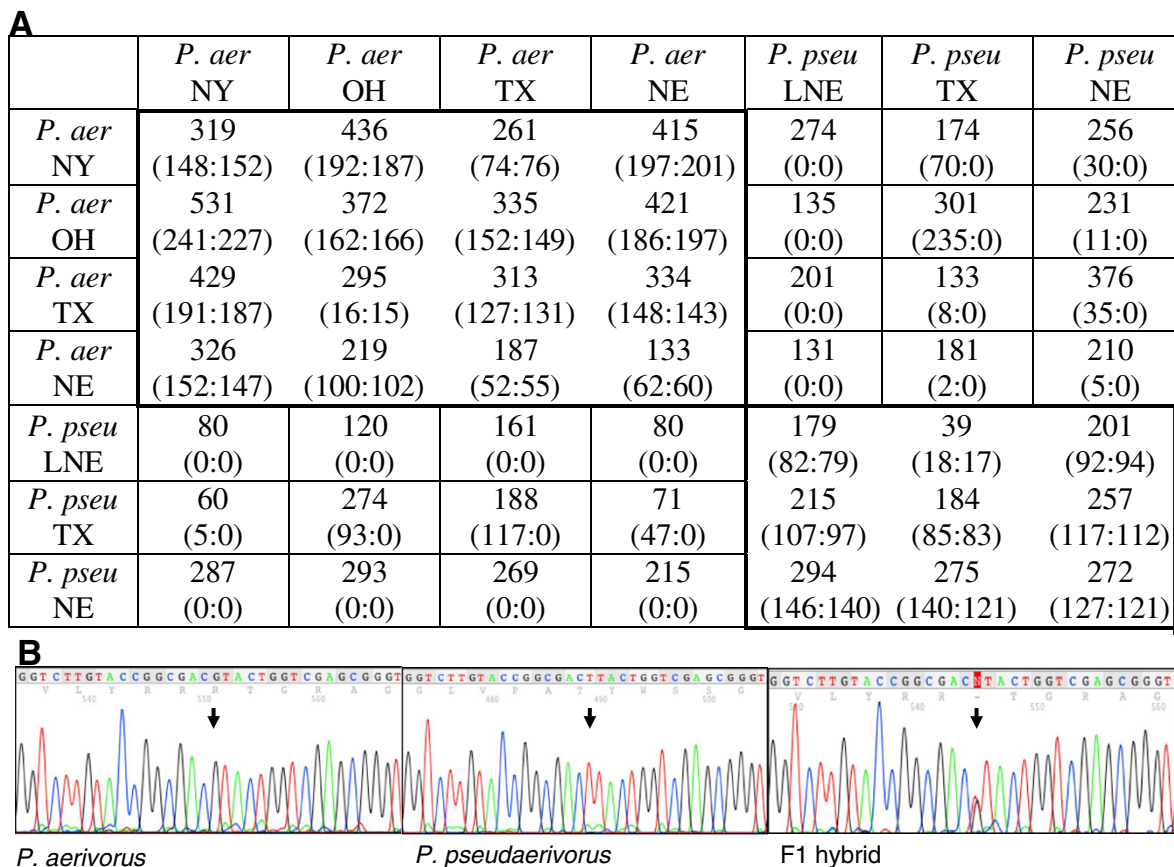 A
P. aer P. aer P. aer P. aer P. pseu P. pseu P. pseu
NY OH TX NE LNE TX NE
P. aer 319 436 261 415 274 174 256
NY (148:152) (192:187) (74:76) (197:201) (0:0) (70:0) (30:0)
P. aer 531 372 335 421 135 301 231
OH (241:227) (162:166) (152:149) (186:197) (0:0) (235:0) (11:0)
P. aer 429 295 313 334 201 133 376
TX (191:187) (16:15) (127:131) (148:143) (0:0) (8:0) (35:0)
P. aer 326 219 187 133 131 181 210
NE (152:147) (100:102) (52:55) (62:60) (0:0) (2:0) (5:0)
P. pseu 80 120 161 80 179 39 201
LNE (0:0) (0:0) (0:0) (0:0) (82:79) (18:17) (92:94)
P. pseu 60 274 188 71 215 184 257
TX (5:0) (93:0) (117:0) (47:0) (107:97) (85:83) (117:112)
P. pseu 287 293 269 215 294 275 272
NE (0:0) (0:0) (0:0) (0:0) (146:140) (140:121) (127:121)
B
GGTCTTGTACCGGCGACGTACTGGTCGAGCGGGT GGTCTTGTACCGGCGACTTACTGGTCGAGCGGGT GGTCTTGTACCGGCGACNTACTGGTCGAGCGGGT
V L Y R R R T G R A G G L V P A T Y W S S G V L Y R R - T G R A G
540 550 560 480 490 500 540 550 560
P. aerivorus P. pseudaerivorus F1 hybrid